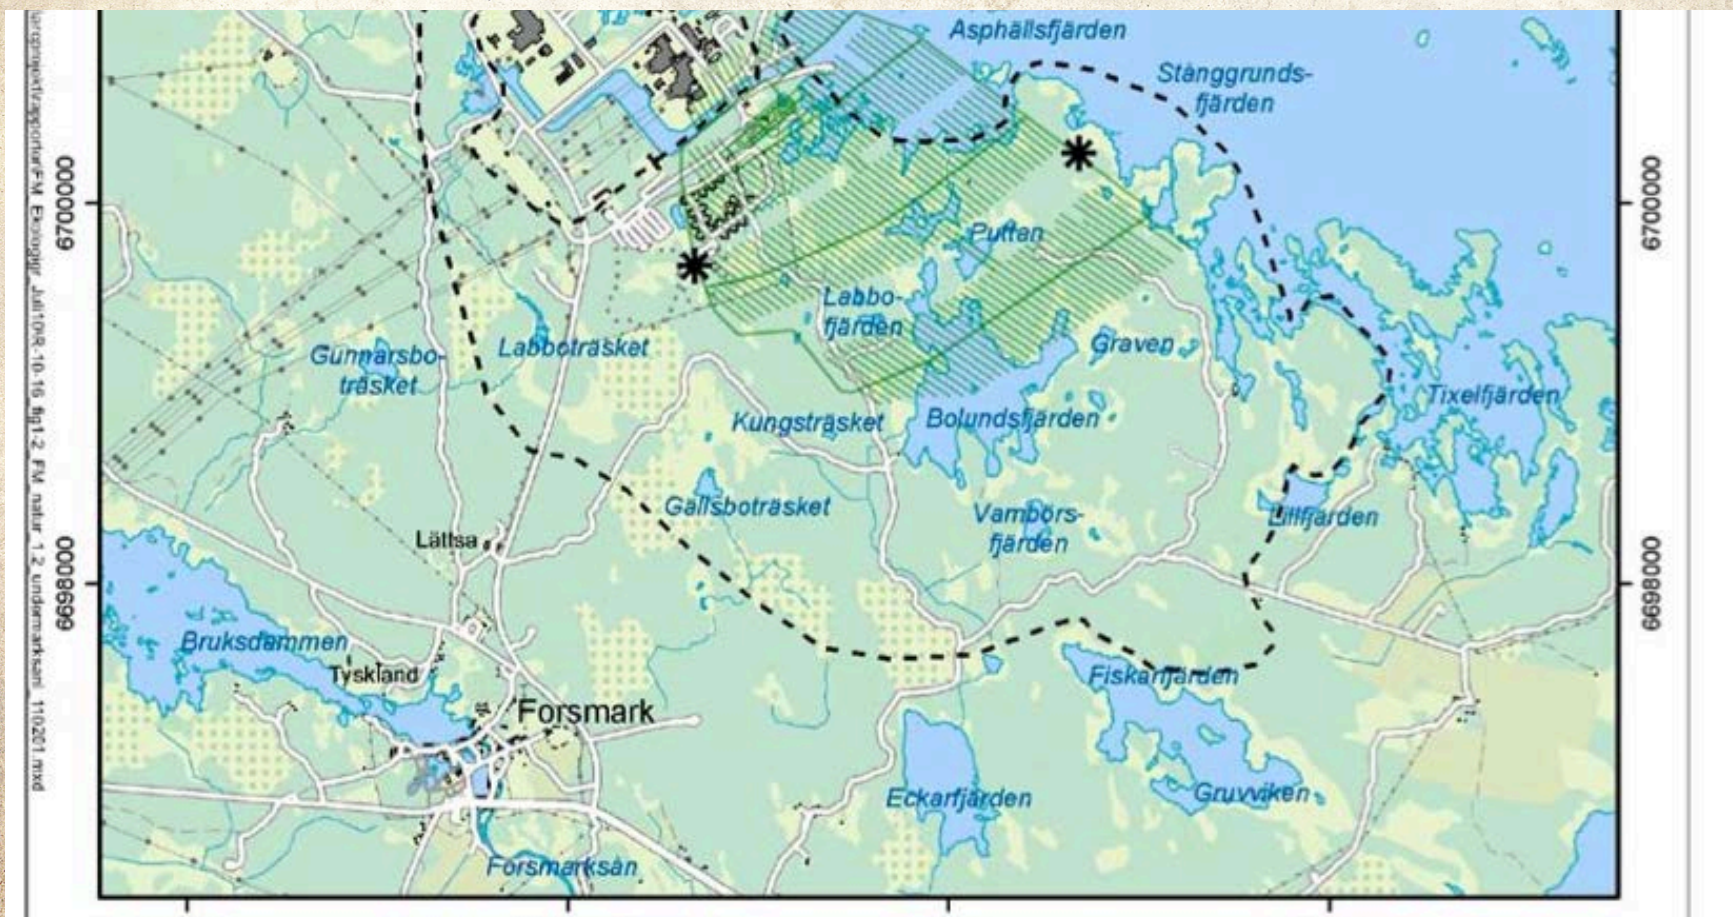 Asphällsfjärden
Stånggrunds-
fjärden
6700000
6700000
Puttan
Labbo-
fjärden
Gunnarsbo-
träsket
Labboträsket
Graven
Tixelfjärden
Kungsträsket
Bolundsfjärden
Gällsboträsket
Vambörs-
fjärden
Lillfjärden
Lättsa
6698000
6698000
Bruksdammen
Tyskland
Fiskarfjärden
Forsmark
Eckarfjärden
Gruvviken
Forsmarksån